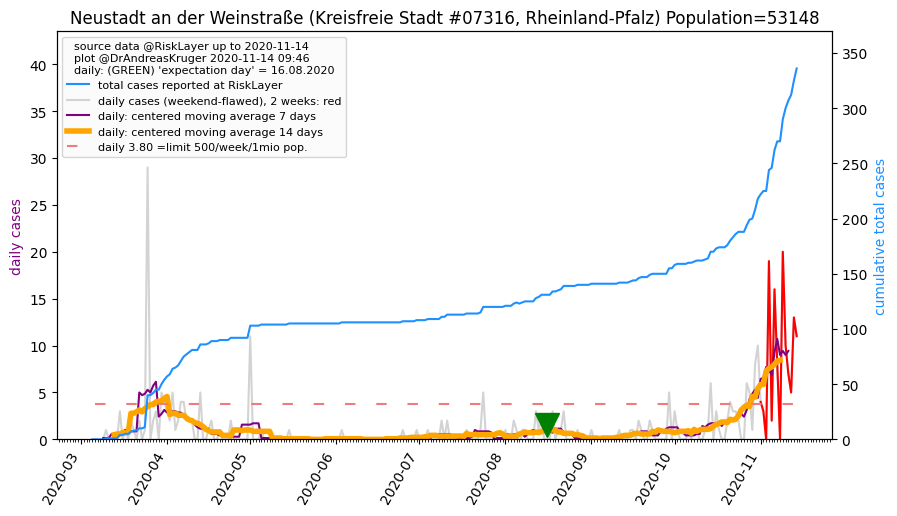 Neustadt an der Weinstraße (Kreisfreie Stadt #07316, Rheinland-Pfalz) Population=53148
source data @RiskLayer up to 2020-11-14
plot @DrAndreasKruger 2020-11-14 09:46
daily: (GREEN) 'expectation day' = 16.08.2020
total cases reported at RiskLayer
daily cases (weekend-flawed), 2 weeks: red
daily: centered moving average 7 days
daily: centered moving average 14 days
daily 3.80 =limit 500/week/1mio pop.
daily cases
40
35
30
25
20
15
10
5
0
cumulative total cases
350
300
250
200
150
100
50
0
2020-03
2020-04
2020-05
2020-06
2020-07
2020-08
2020-09
2020-10
2020-11